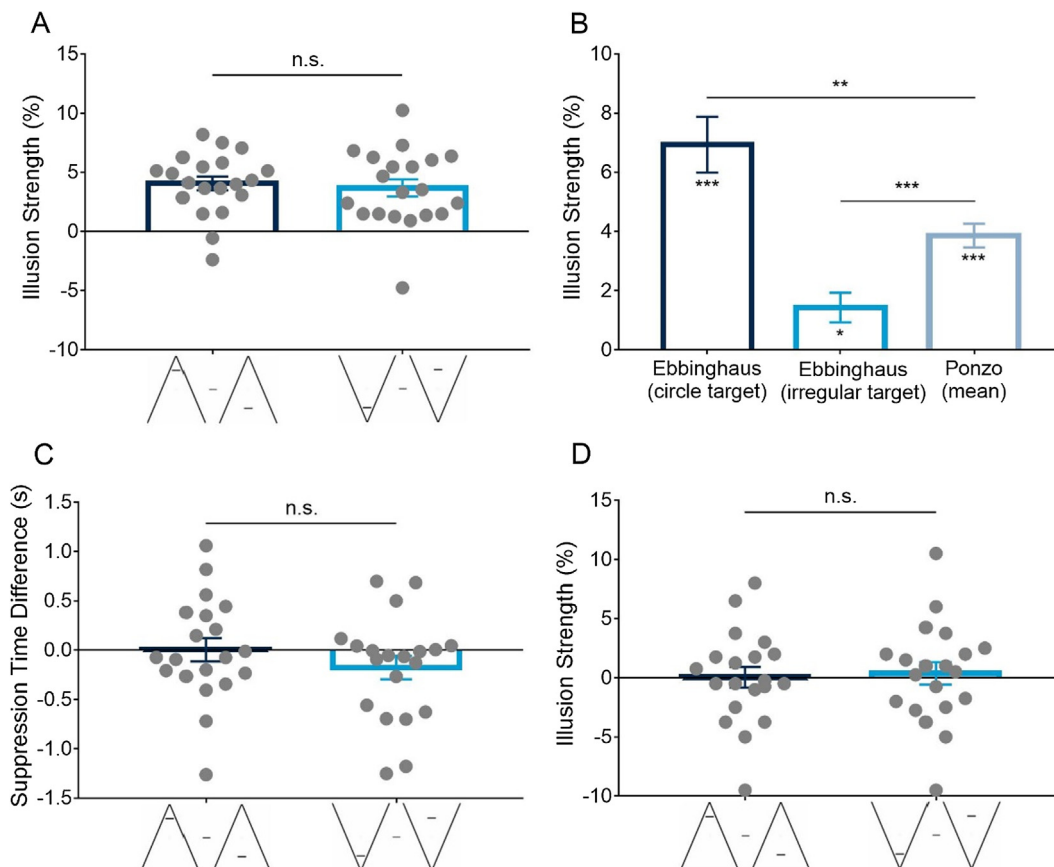 A
Illusion Strength (%)
15
10
5
0
-5
-10
n.s.
B
Illusion Strength (%)
10
8
6
4
2
0
**
***
***
*
***
Ebbinghaus
(circle target)
Ebbinghaus
(irregular target)
Ponzo
(mean)
C
Suppression Time Difference (s)
1.5
1.0
0.5
0.0
-0.5
-1.0
-1.5
n.s.
D
Illusion Strength (%)
15
10
5
0
-5
-10
n.s.